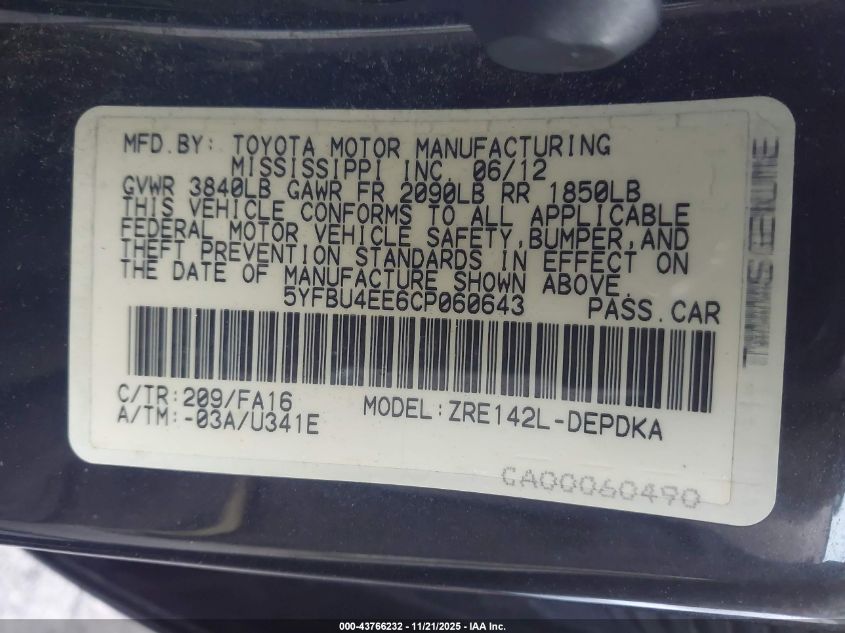 MFD.BY: TOYOTA MOTOR MANUFACTURING
MISSISSIPPI INC. 06/12
GVWR 3840LB GAWR FR 2090LB RR 1850LB
THIS VEHICLE CONFORMS TO ALL APPLICABLE
FEDERAL MOTOR VEHICLE SAFETY,BUMPER,AND
THEFT PREVENTION STANDARDS IN EFFECT ON
THE DATE OF MANUFACTURE SHOWN ABOVE.
5YFBU4EE6CP060643 PASS.CAR
C/TR:209/FA16 MODEL:ZRE142L-DEPDKA
A/TM:-03A/U341E
CA00060490
000-43766232 - 11/21/2025 - IAA Inc.